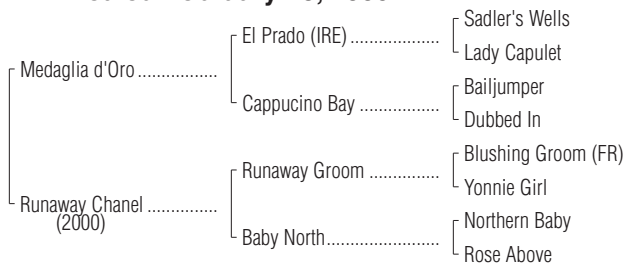 Sadler's Wells
El Prado (IRE) ....................
Lady Capulet
Medaglia d'Oro .................
Bailjumper
Cappucino Bay ..................
Dubbed In
Blushing Groom (FR)
Runaway Groom ................
Yonnie Girl
Runaway Chanel ...............
(2000)
Northern Baby
Baby North.........................
Rose Above